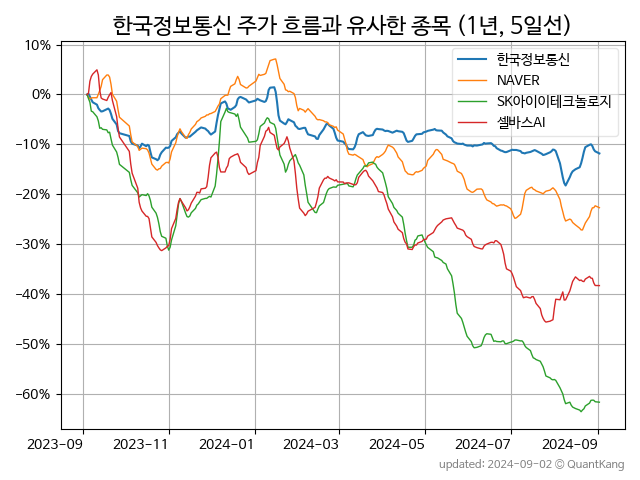 한국정보통신 주가 흐름과 유사한 종목 (1년, 5일선)
10%
0%
−10%
−20%
−30%
−40%
−50%
−60%
한국정보통신
NAVER
SK아이이테크놀로지
셀바스AI
2023-09
2023-11
2024-01
2024-03
2024-05
2024-07
2024-09
updated: 2024-09-02 ⓒ QuantKang